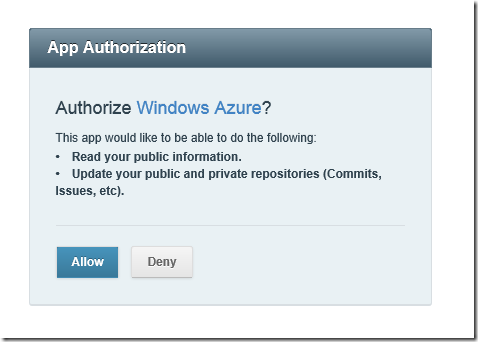 App Authorization
Authorize Windows Azure?
This app would like to be able to do the following:
• Read your public information.
• Update your public and private repositories (Commits,
Issues, etc).
Allow
Deny